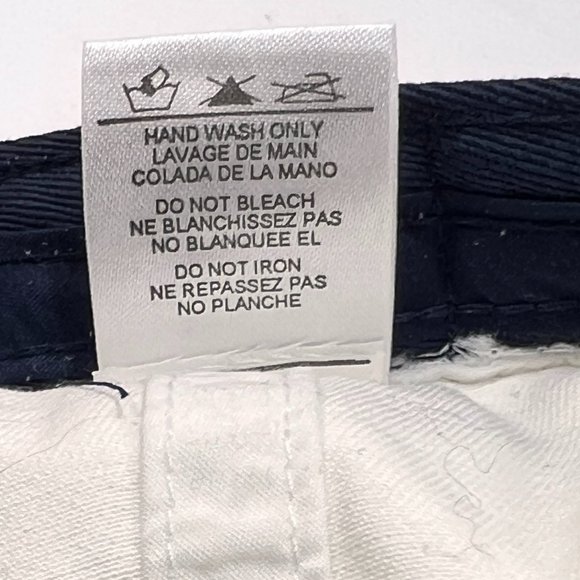 HAND WASH ONLY
LAVAGE DE MAIN
COLADA DE LA MANO
DO NOT BLEACH
NE BLANCHISSEZ PAS
NO BLANQUEE EL
DO NOT IRON
NE REPASSEZ PAS
NO PLANCHE